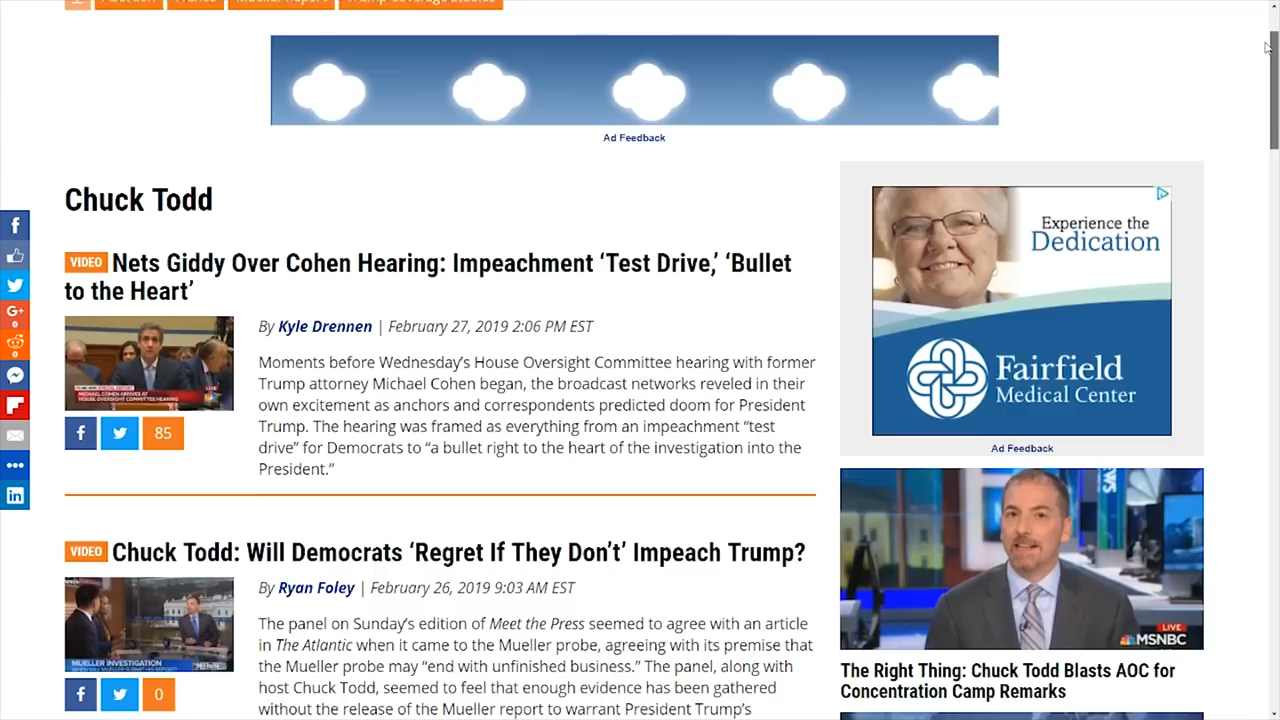 Chuck Todd
VIDEO Nets Giddy Over Cohen Hearing: Impeachment ‘Test Drive,’ ‘Bullet
to the Heart’
By Kyle Drennen | February 27, 2019 2:06 PM EST
Moments before Wednesday’s House Oversight Committee hearing with former
Trump attorney Michael Cohen began, the broadcast networks reveled in their
own excitement as anchors and correspondents predicted doom for President
Trump. The hearing was framed as everything from an impeachment “test
drive” for Democrats to “a bullet right to the heart of the investigation into the
President.”
MICHAEL COHEN ARRIVES AT
HOUSE OVERSIGHT COMMITTEE HEARING
85
VIDEO Chuck Todd: Will Democrats ‘Regret If They Don’t’ Impeach Trump?
By Ryan Foley | February 26, 2019 9:03 AM EST
The panel on Sunday’s edition of Meet the Press seemed to agree with an article
in The Atlantic when it came to the Mueller probe, agreeing with its premise that
the Mueller probe may “end with unfinished business.” The panel, along with
host Chuck Todd, seemed to feel that enough evidence has been gathered
without the release of the Mueller report to warrant President Trump’s
MUELLER INVESTIGATION
0
Ad Feedback
Experience the
Dedication
Fairfield
Medical Center
Ad Feedback
LIVE
MSNBC
The Right Thing: Chuck Todd Blasts AOC for
Concentration Camp Remarks
G+
0
0